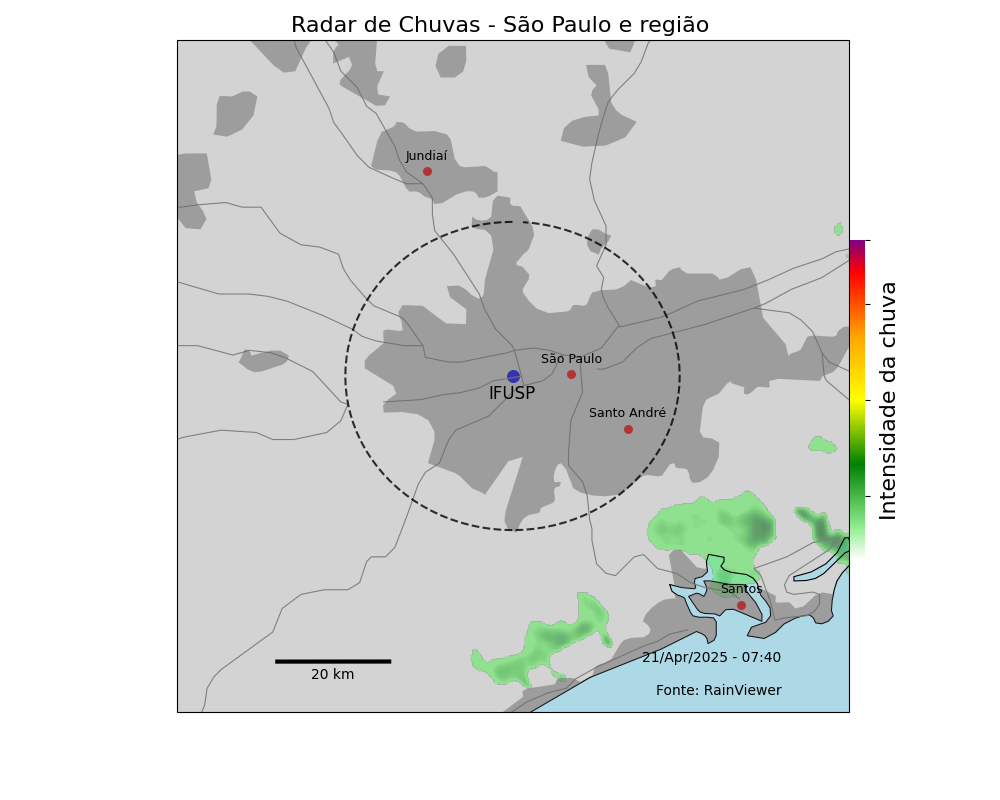 Radar de Chuvas - São Paulo e região
Jundiaí
São Paulo
IFUSP
Santo André
Intensidade da chuva
Santos
21/Apr/2025 - 07:40
20 km
Fonte: RainViewer